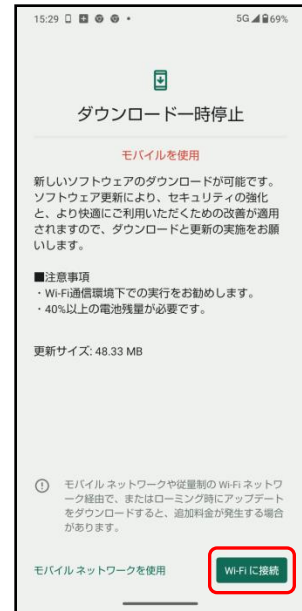 15:29 5G 69%
ダウンロード一時停止
モバイルを使用
新しいソフトウェアのダウンロードが可能です。
ソフトウェア更新により、セキュリティの強化
と、より快適にご利用いただくための改善が適用
されますので、ダウンロードと更新の実施をお願
いします。
■注意事項
・Wi-Fi通信環境下での実行をお勧めします。
・40%以上の電池残量が必要です。
更新サイズ: 48.33 MB
モバイル ネットワークや従量制の Wi-Fi ネットワ
ーク経由で、またはローミング時にアップデート
をダウンロードすると、追加料金が発生する場合
があります。
モバイル ネットワークを使用 Wi-Fi に接続